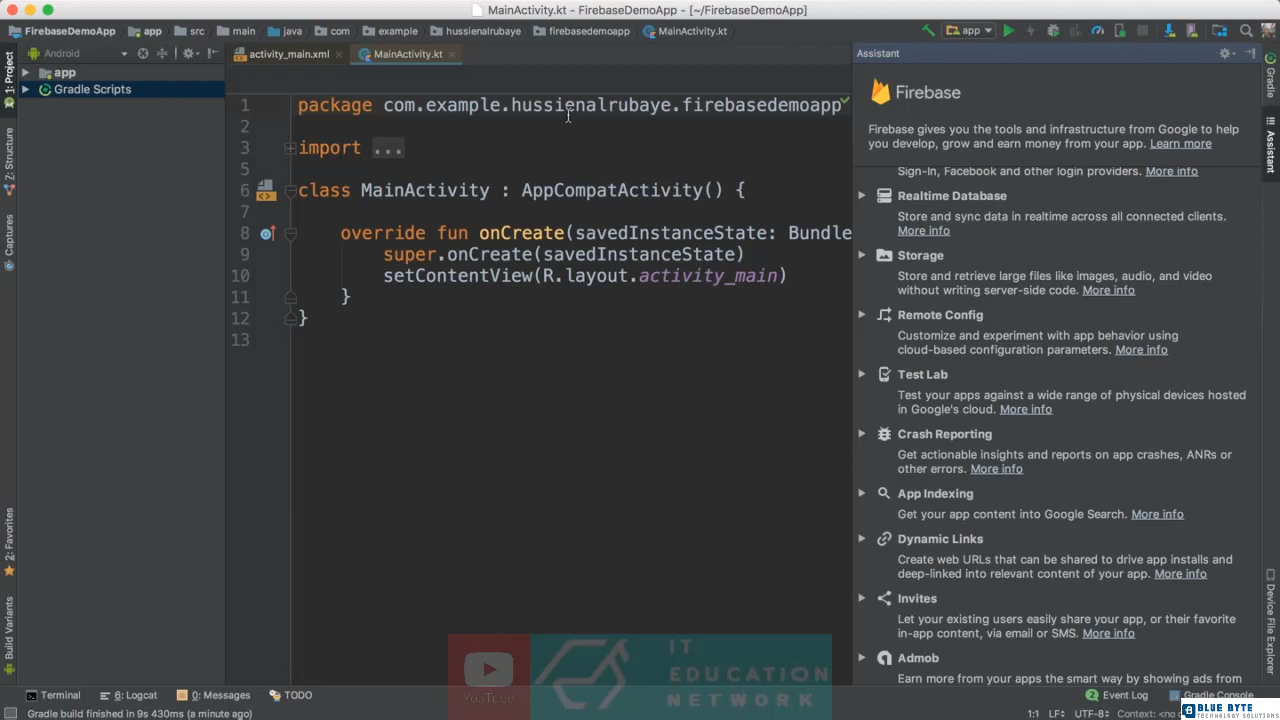 MainActivity.kt - FirebaseDemoApp - [~/FirebaseDemoApp]
FirebaseDemoApp app src main java com example hussienalrubaye firebasedemoapp MainActivity.kt app
1: Project
Z: Structure
Captures
2: Favorites
Build Variants
Android
app
Gradle Scripts
activity_main.xml MainActivity.kt
1 package com.example.hussienalrubaye.firebasedemoapp
2
3 import ...
5
6 class MainActivity : AppCompatActivity() {
7
8 override fun onCreate(savedInstanceState: Bundle
9 super.onCreate(savedInstanceState)
10 setContentView(R.layout.activity_main)
11 }
12 }
13
Assistant
Firebase
Firebase gives you the tools and infrastructure from Google to help
you develop, grow and earn money from your app. Learn more
Sign-In, Facebook and other login providers. More info
Realtime Database
Store and sync data in realtime across all connected clients.
More info
Storage
Store and retrieve large files like images, audio, and video
without writing server-side code. More info
Remote Config
Customize and experiment with app behavior using
cloud-based configuration parameters. More info
Test Lab
Test your apps against a wide range of physical devices hosted
in Google's cloud. More info
Crash Reporting
Get actionable insights and reports on app crashes, ANRs or
other errors. More info
App Indexing
Get your app content into Google Search. More info
Dynamic Links
Create web URLs that can be shared to drive app installs and
deep-linked into relevant content of your app. More info
Invites
Let your existing users easily share your app, or their favorite
in-app content, via email or SMS. More info
Admob
Earn more from your apps the smart way by showing ads from
Gradle
Assistant
Device File Explorer
YouTube
IT
EDUCATION
NETWORK
Terminal 6: Logcat 0: Messages TODO Event Log Gradle Console
Gradle build finished in 9s 430ms (a minute ago) 1:1 LF÷ UTF-8÷ Context: <no
BLUE BYTE
TECHNOLOGY SOLUTIONS